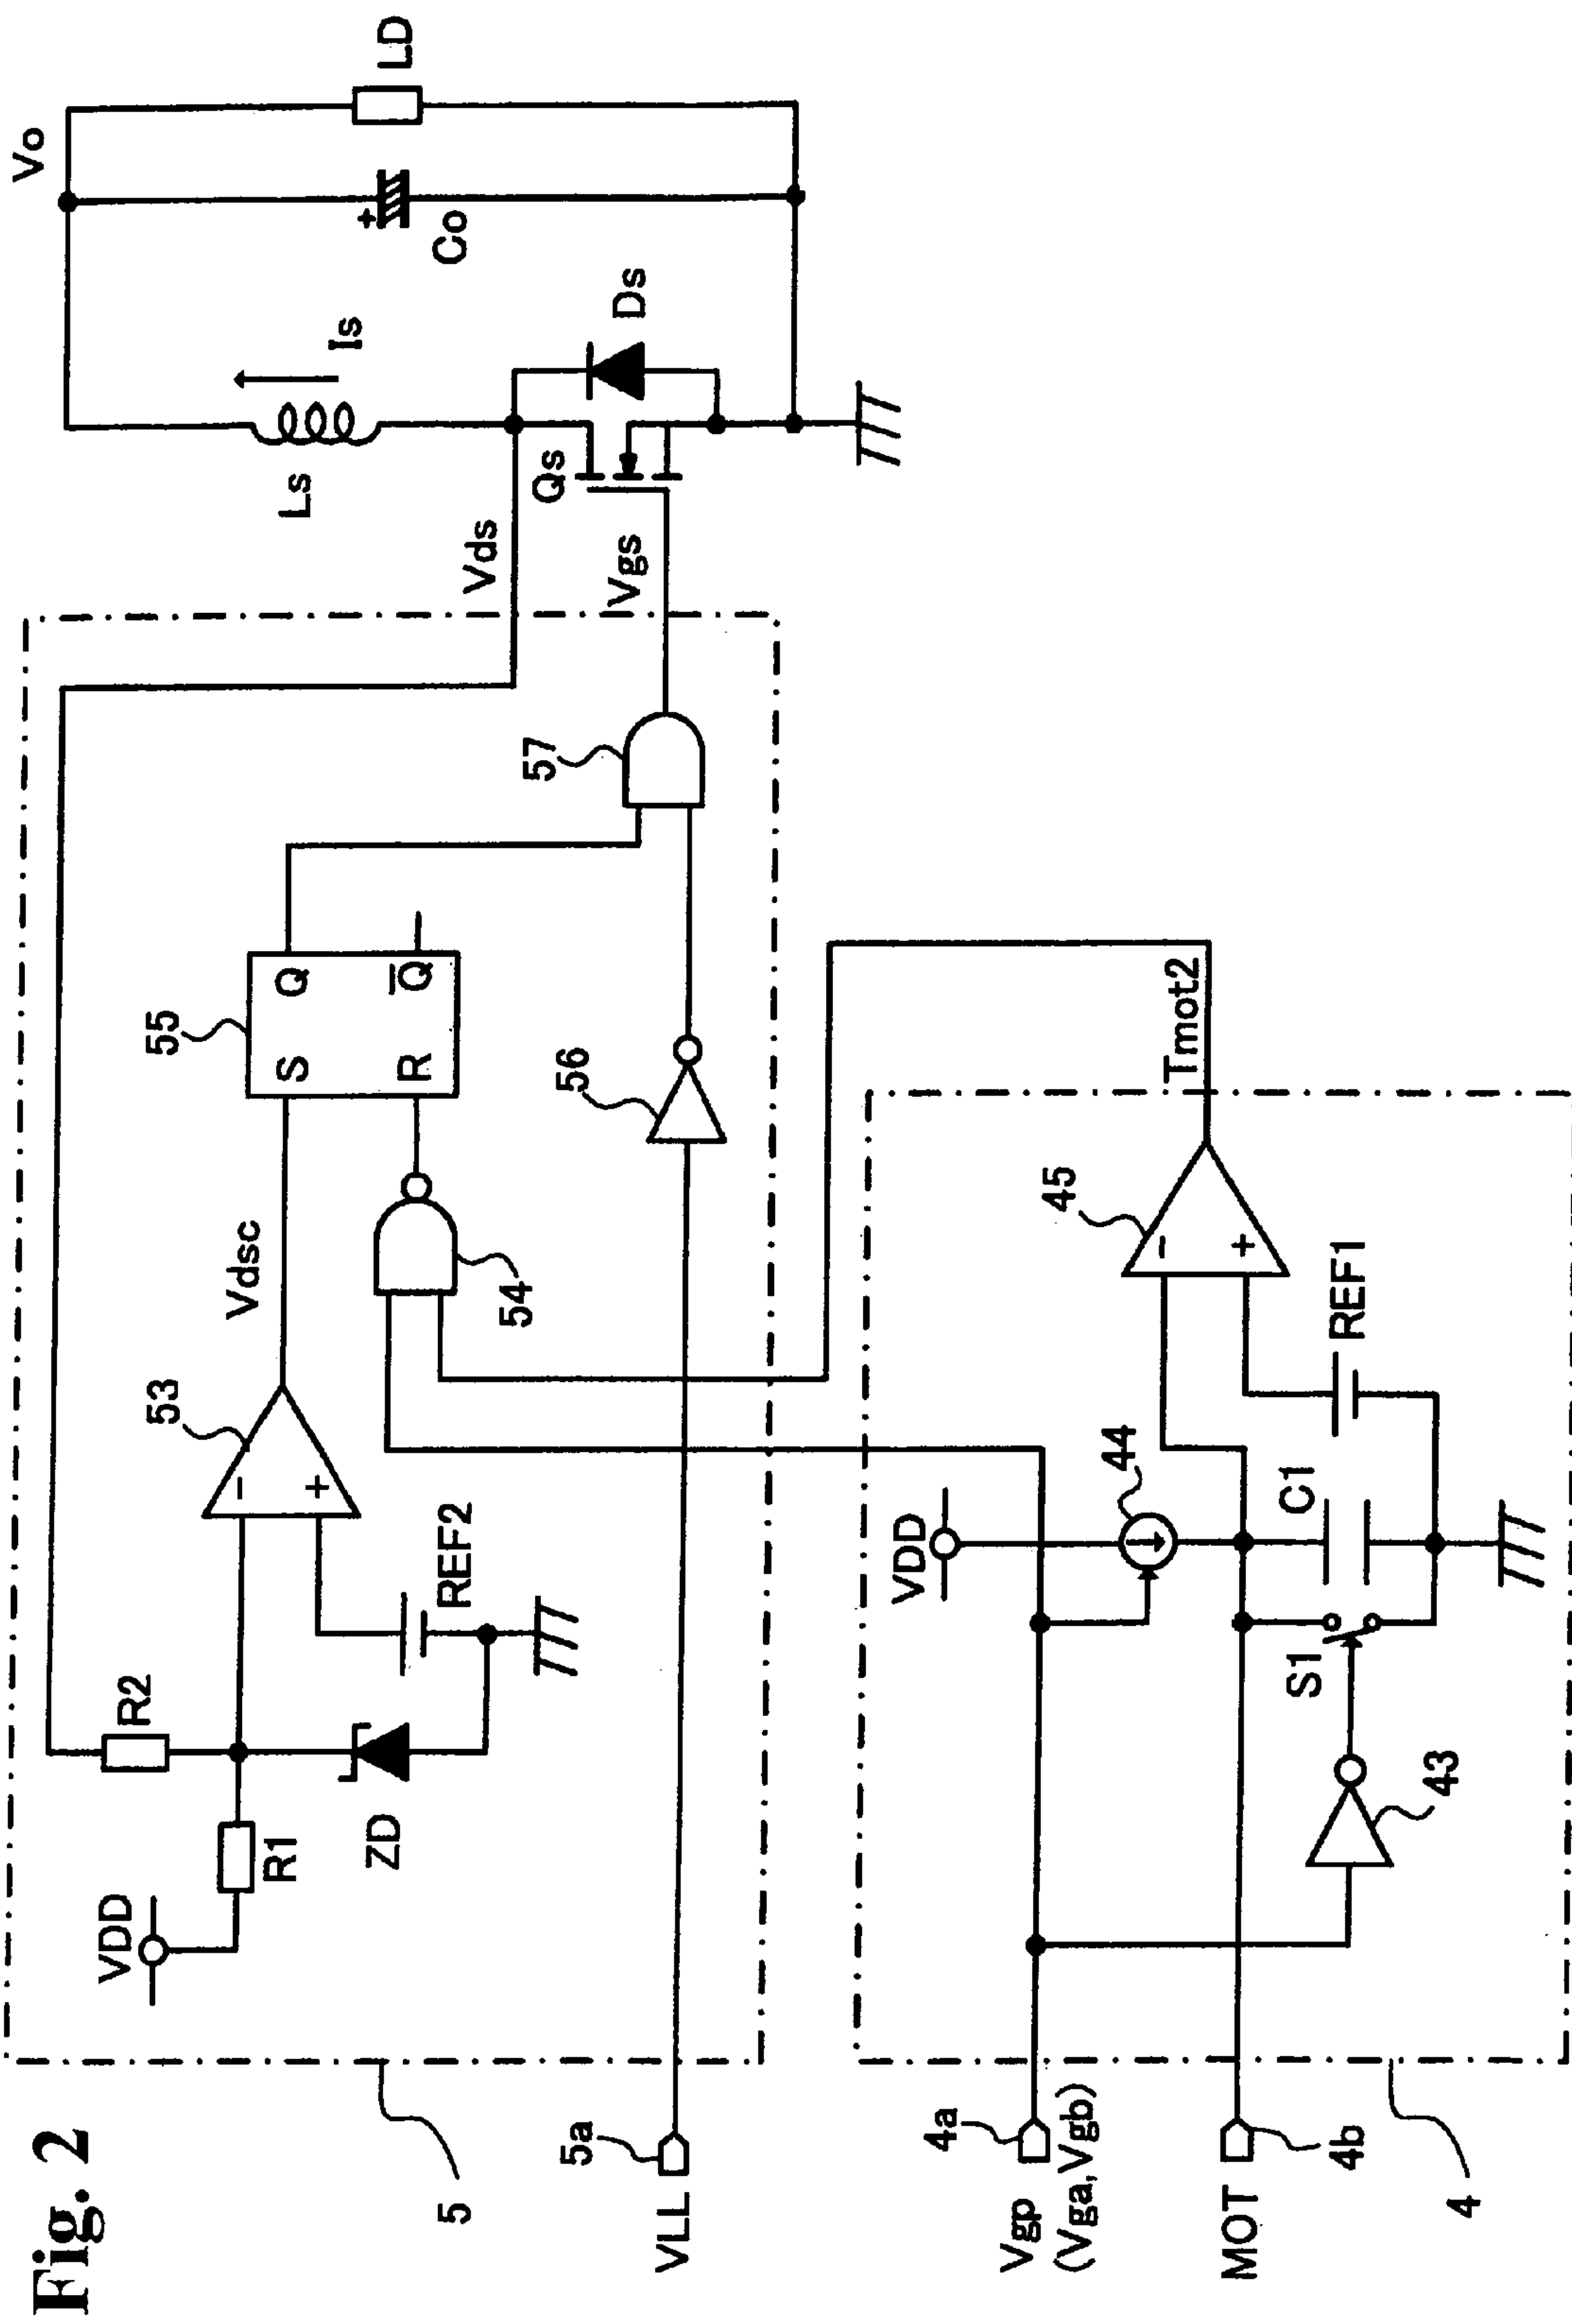 Fig. 2
5
VDD
R1
R2
ZD
REF2
53
-
+
Vdsc
54
55
S
Q
R
Q̅
56
57
Vds
Vgs
Qs
Ds
Ls
Is
Vo
+
Co
LD
5a
VLL
4a
Vgp
(Vga,Vgb)
MOT
4b
4
43
S1
VDD
44
C1
REF1
45
-
+
Tmot2